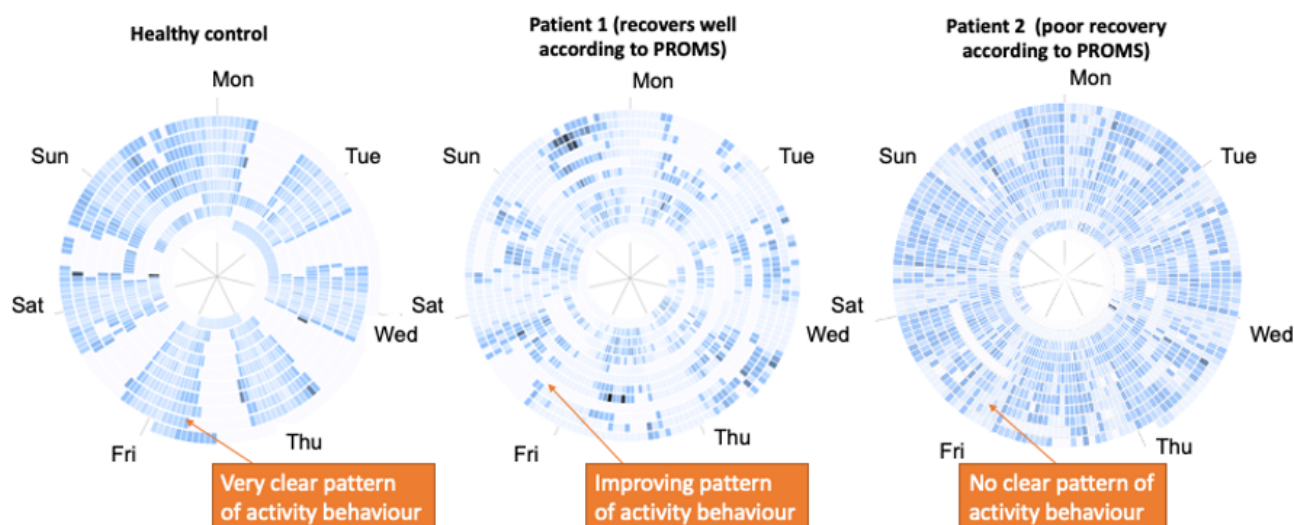 Healthy control
Mon
Tue
Wed
Thu
Fri
Sat
Sun
Very clear pattern
of activity behaviour
Patient 1 (recovers well
according to PROMS)
Mon
Tue
Wed
Thu
Fri
Sat
Sun
Improving pattern
of activity behaviour
Patient 2  (poor recovery
according to PROMS)
Mon
Tue
Wed
Thu
Fri
Sat
Sun
No clear pattern of
activity behaviour